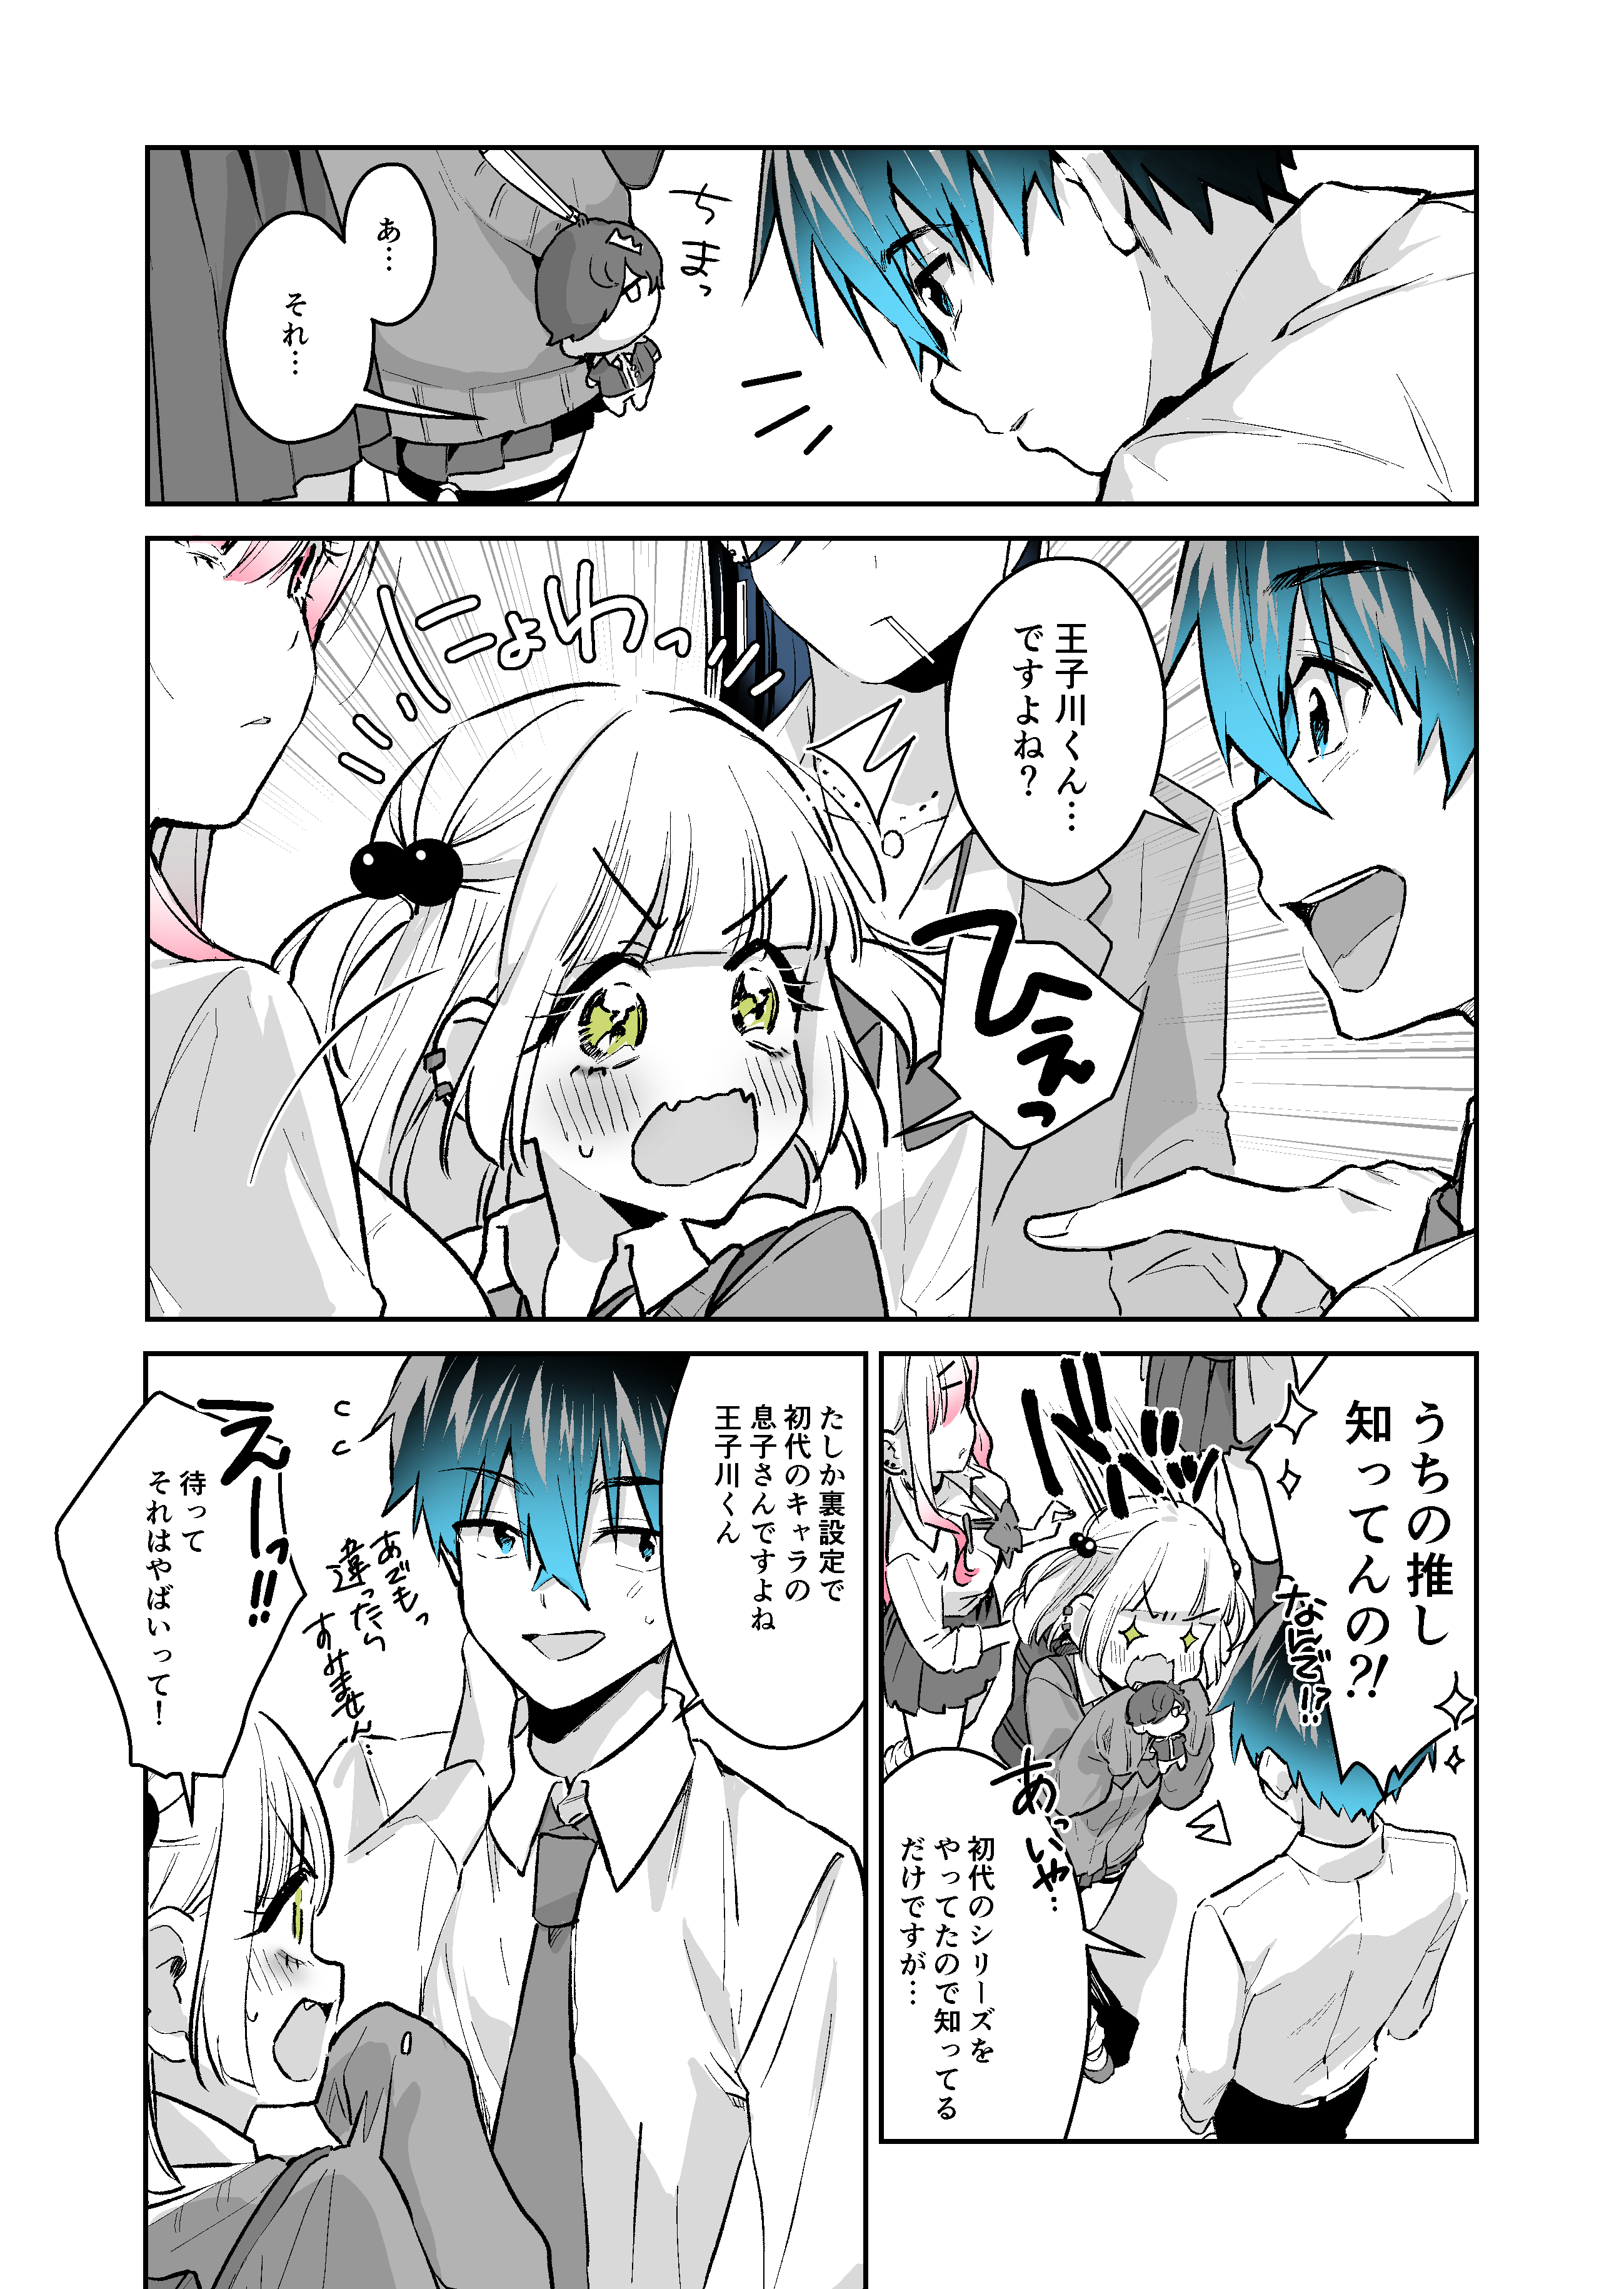 ちまっ
あ…
それ…
王子川くん…
ですよね?
にょわっ
ひえっ
うちの推し
知ってんの?!
なんで!?
ドドバッ
あっいや…
初代のシリーズを
やってたので知ってる
だけですが…
たしか裏設定で
初代のキャラの
息子さんですよね
王子川くん
あでもっ
違ったら
すみません…
えーっ!!
待って
それはやばいって!